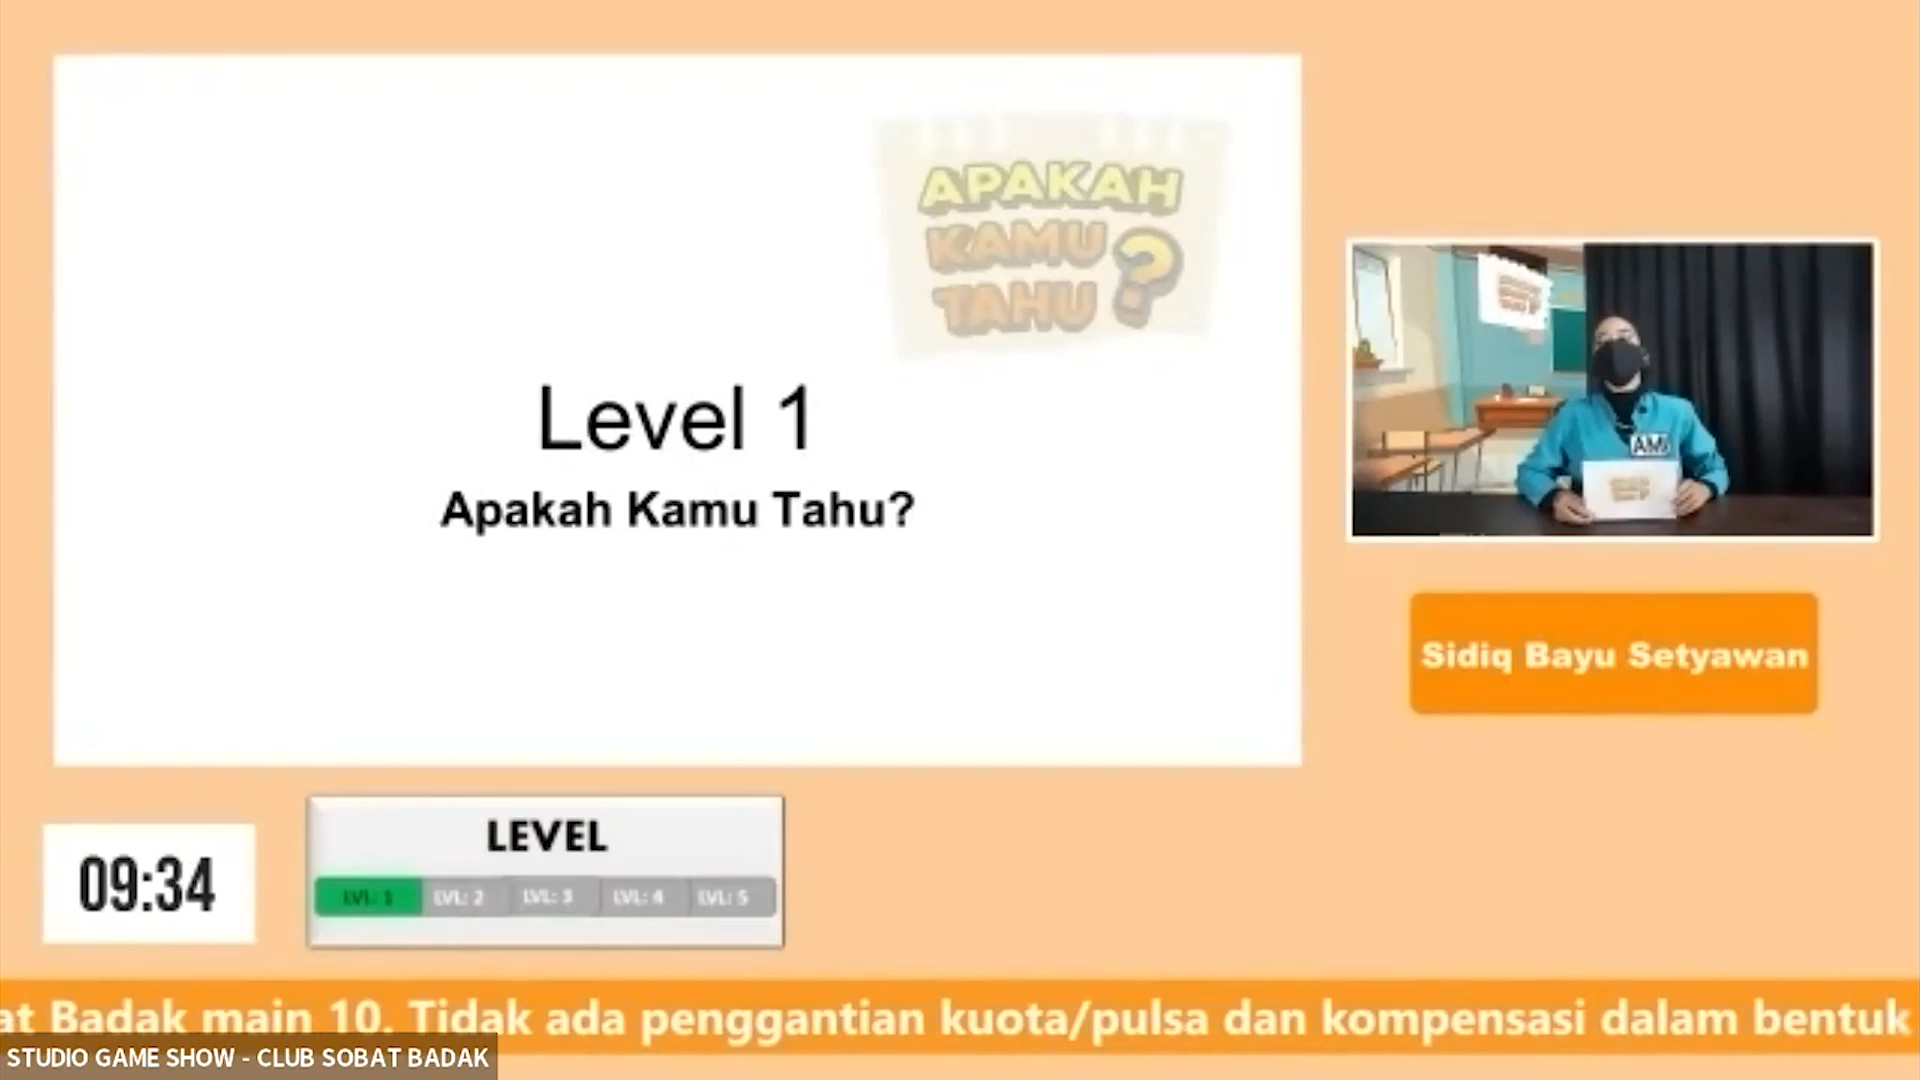 APAKAH
KAMU
TAHU?
Level 1
Apakah Kamu Tahu?
AMI
Sidiq Bayu Setyawan
LEVEL
LVL: 1 LVL: 2 LVL: 3 LVL: 4 LVL: 5
09:34
at Badak main 10. Tidak ada penggantian kuota/pulsa dan kompensasi dalam bentuk
STUDIO GAME SHOW - CLUB SOBAT BADAK